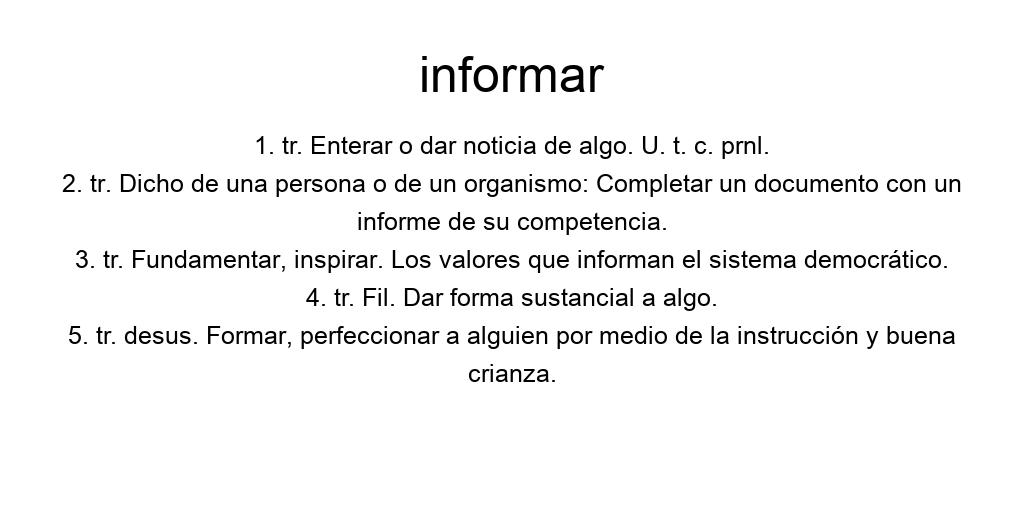 informar
1. tr. Enterar o dar noticia de algo. U. t. c. prnl.
2. tr. Dicho de una persona o de un organismo: Completar un documento con un
informe de su competencia.
3. tr. Fundamentar, inspirar. Los valores que informan el sistema democrático.
4. tr. Fil. Dar forma sustancial a algo.
5. tr. desus. Formar, perfeccionar a alguien por medio de la instrucción y buena
crianza.